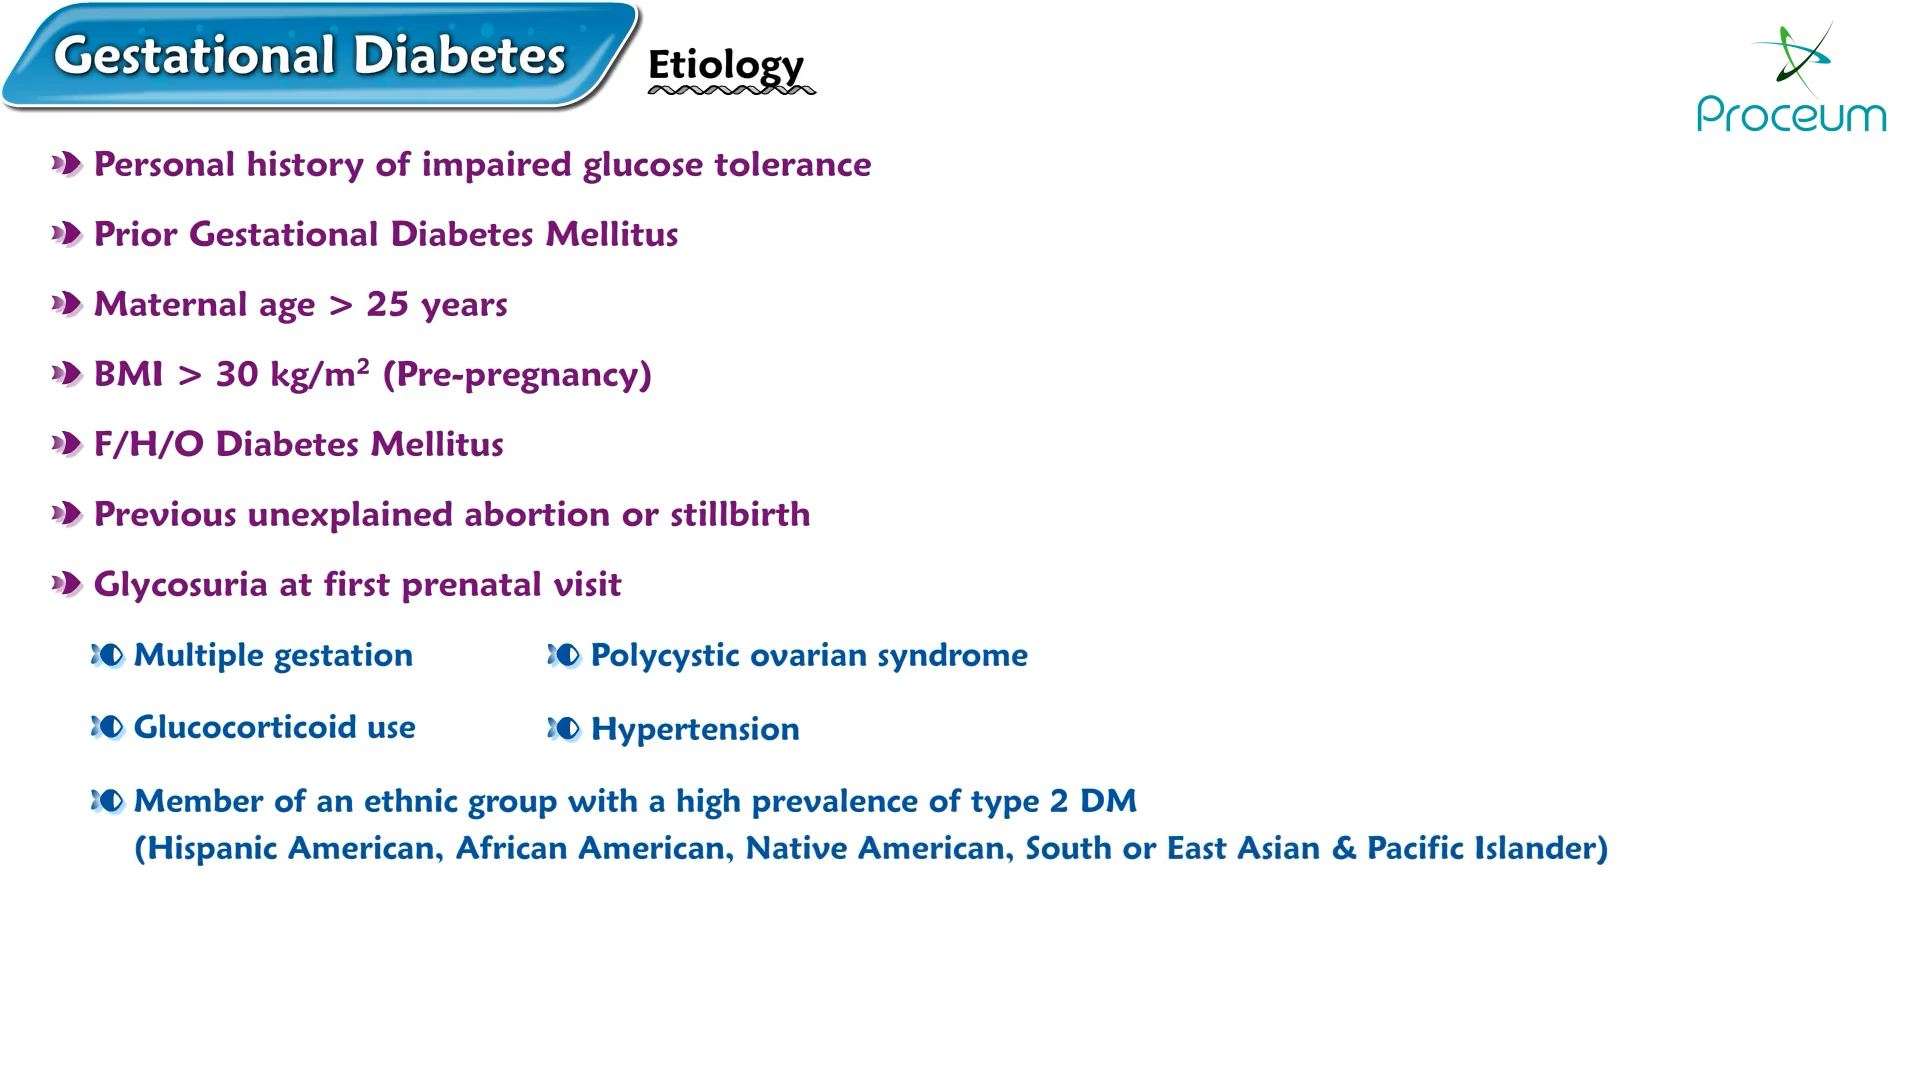 Gestational Diabetes
Etiology
Proceum
Personal history of impaired glucose tolerance
Prior Gestational Diabetes Mellitus
Maternal age > 25 years
BMI > 30 kg/m² (Pre-pregnancy)
F/H/O Diabetes Mellitus
Previous unexplained abortion or stillbirth
Glycosuria at first prenatal visit
Multiple gestation
Polycystic ovarian syndrome
Glucocorticoid use
Hypertension
Member of an ethnic group with a high prevalence of type 2 DM
(Hispanic American, African American, Native American, South or East Asian & Pacific Islander)